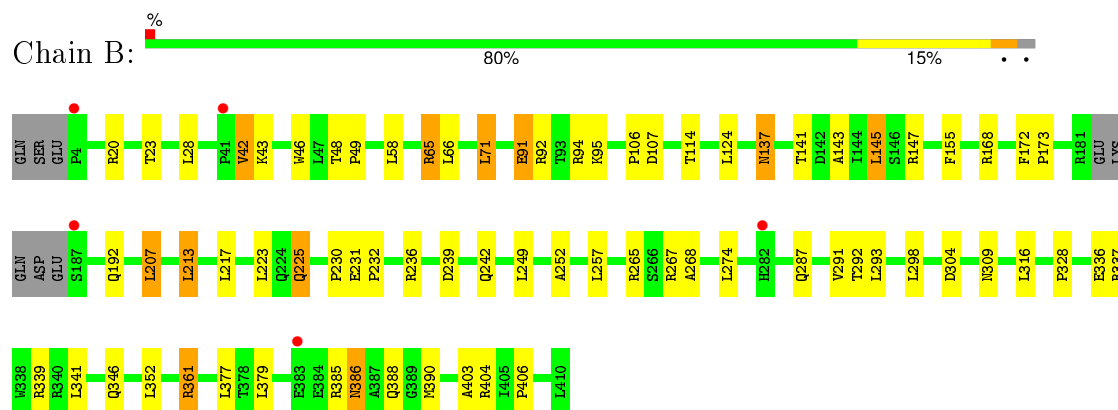 %
Chain B:
80% 15% • •
GLN SER GLU P4 R20 T23 L28 P41 V42 K43 W46 L47 T48 P49 L58 R65 L66 L71 E91 R92 T93 R94 K95 P106 D107 T114 L124 N137 T141 D142 A143 I144 L145 S146 R147 F155 R168 F172 P173 R181 GLU LYS
GLN ASP GLU S187 Q192 L207 L213 L217 L223 Q224 Q225 P230 E231 P232 R236 D239 Q242 L249 A252 L257 R265 S266 R267 A268 L274 H282 Q287 V291 T292 L293 L298 D304 N309 L316 P328 E336 R337
W338 R339 R340 L341 Q346 L352 R361 L377 T378 L379 E383 E384 R385 N386 A387 Q388 G389 M390 A403 R404 I405 P406 L410